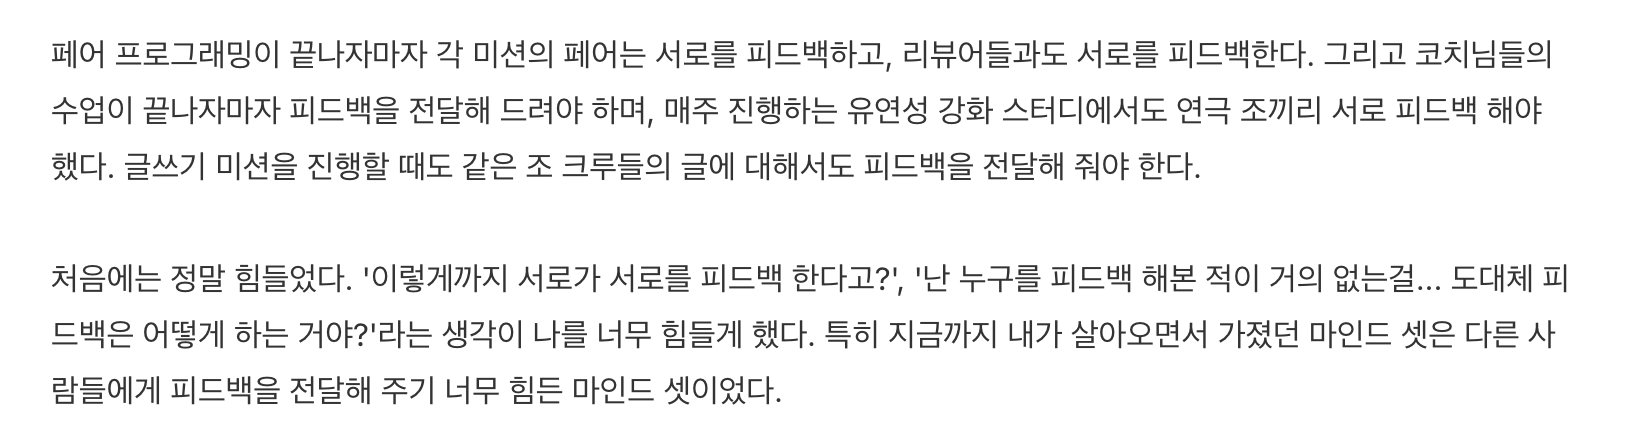 페어 프로그래밍이 끝나자마자 각 미션의 페어는 서로를 피드백하고, 리뷰어들과도 서로를 피드백한다. 그리고 코치님들의
수업이 끝나자마자 피드백을 전달해 드려야 하며, 매주 진행하는 유연성 강화 스터디에서도 연극 조끼리 서로 피드백 해야
했다. 글쓰기 미션을 진행할 때도 같은 조 크루들의 글에 대해서도 피드백을 전달해 줘야 한다.
처음에는 정말 힘들었다. '이렇게까지 서로가 서로를 피드백 한다고?', '난 누구를 피드백 해본 적이 거의 없는걸... 도대체 피
드백은 어떻게 하는 거야?'라는 생각이 나를 너무 힘들게 했다. 특히 지금까지 내가 살아오면서 가졌던 마인드 셋은 다른 사
람들에게 피드백을 전달해 주기 너무 힘든 마인드 셋이었다.